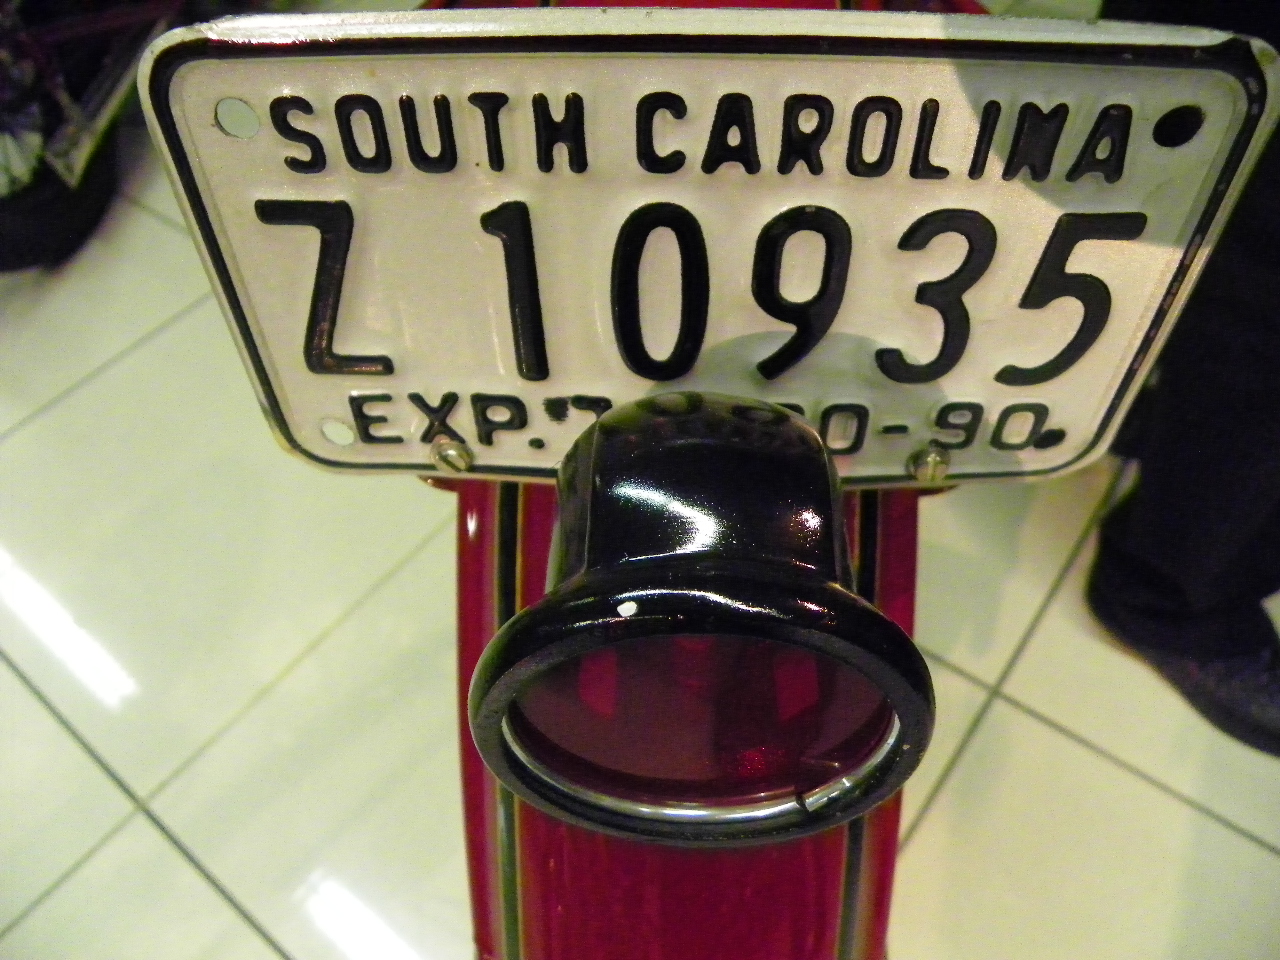 SOUTH CAROLINA
Z 10935
EXP. 0-90